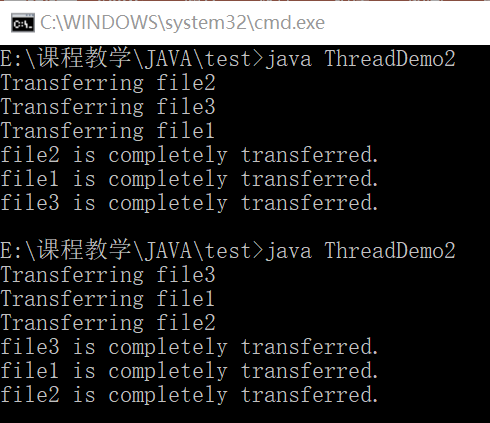 C:\WINDOWS\system32\cmd.exe
E:\课程教学\JAVA\test>java ThreadDemo2
Transferring file2
Transferring file3
Transferring file1
file2 is completely transferred.
file1 is completely transferred.
file3 is completely transferred.
E:\课程教学\JAVA\test>java ThreadDemo2
Transferring file3
Transferring file1
Transferring file2
file3 is completely transferred.
file1 is completely transferred.
file2 is completely transferred.